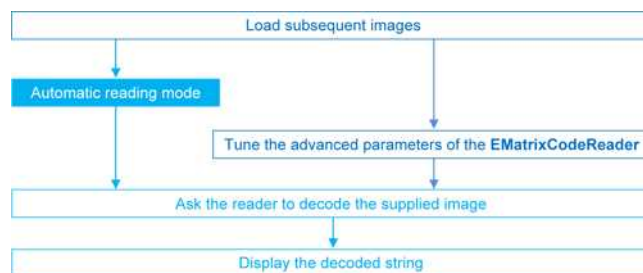 Load subsequent images
Automatic reading mode
Tune the advanced parameters of the EMatrixCodeReader
Ask the reader to decode the supplied image
Display the decoded string